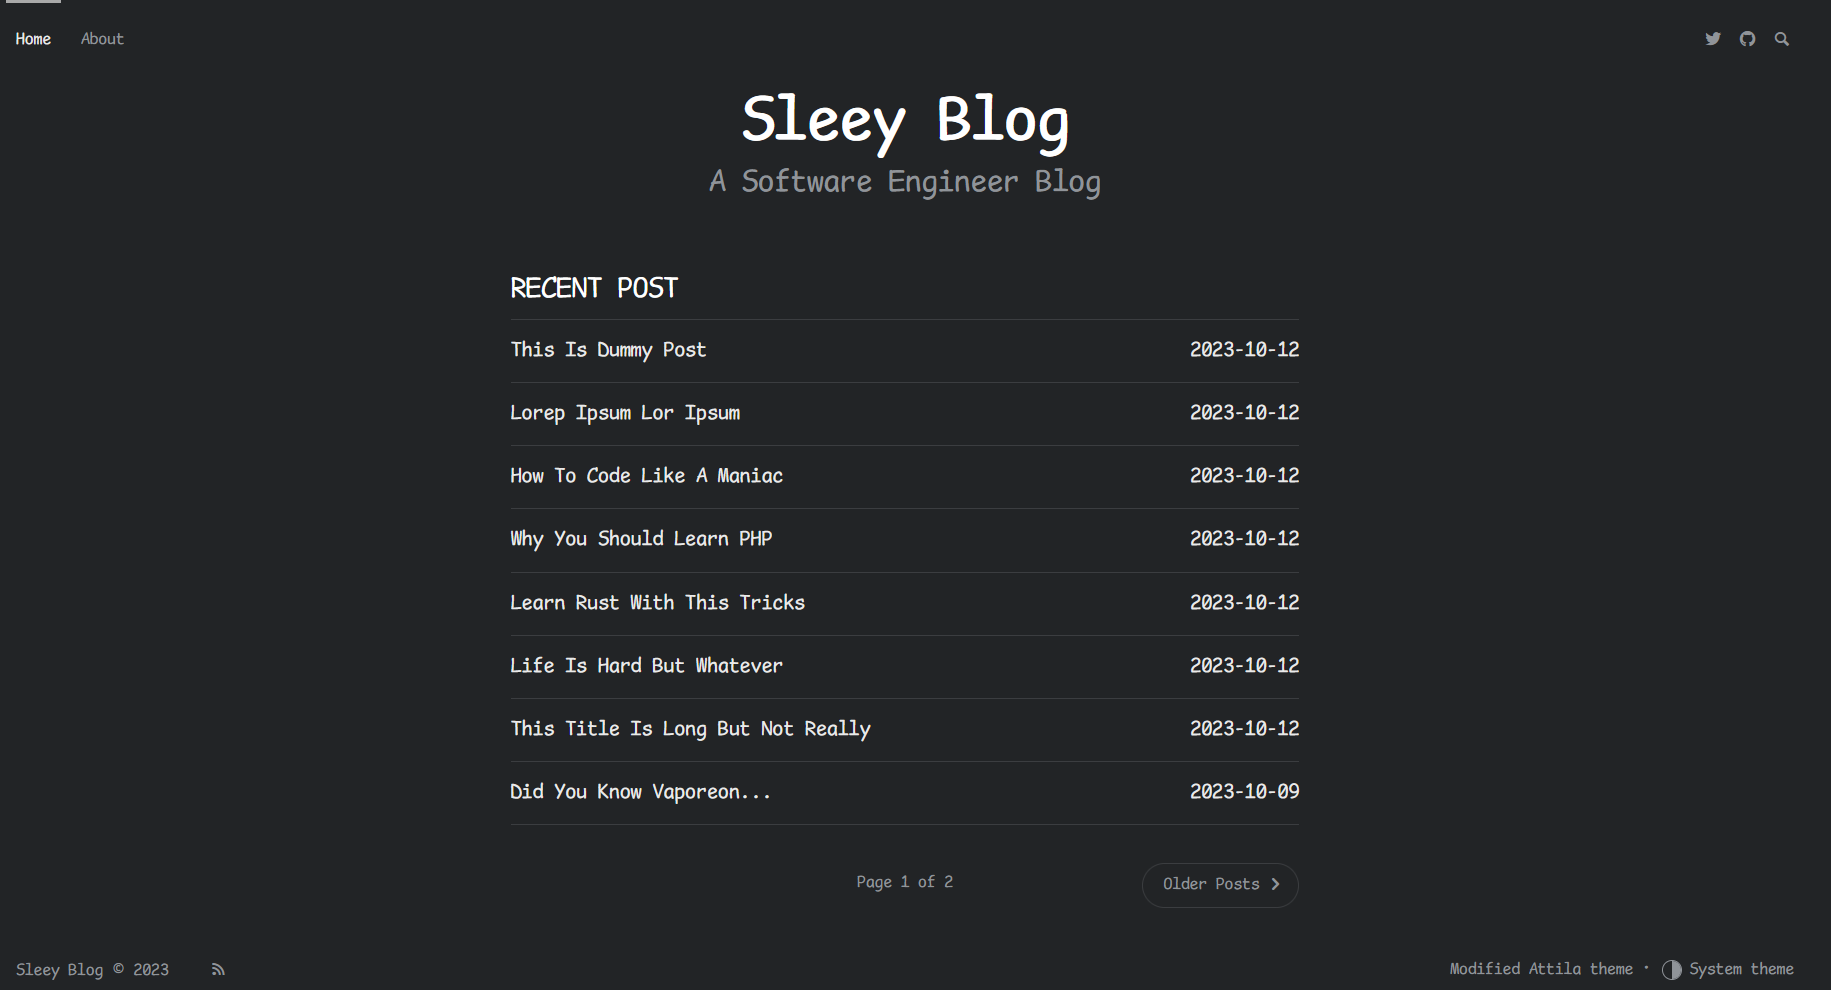 Home About
Sleey Blog
A Software Engineer Blog
RECENT POST
This Is Dummy Post 2023-10-12
Lorep Ipsum Lor Ipsum 2023-10-12
How To Code Like A Maniac 2023-10-12
Why You Should Learn PHP 2023-10-12
Learn Rust With This Tricks 2023-10-12
Life Is Hard But Whatever 2023-10-12
This Title Is Long But Not Really 2023-10-12
Did You Know Vaporeon... 2023-10-09
Page 1 of 2 Older Posts
Sleey Blog © 2023 Modified Attila theme · System theme